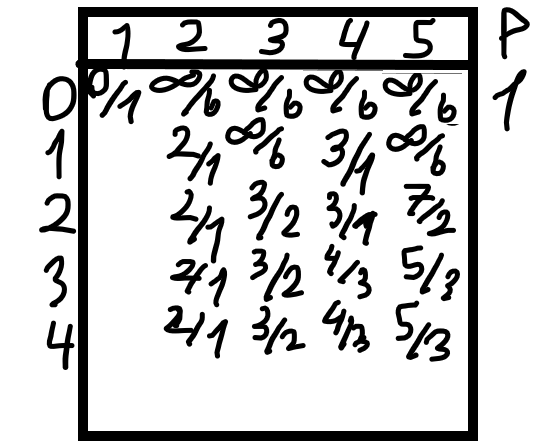 1 2 3 4 5 P
0 0/1 ∞/6 ∞/6 ∞/6 ∞/6 1
1 2/1 ∞/6 3/1 ∞/6
2 2/1 3/2 3/1 7/2
3 2/1 3/2 4/3 5/3
4 2/1 3/2 4/3 5/3